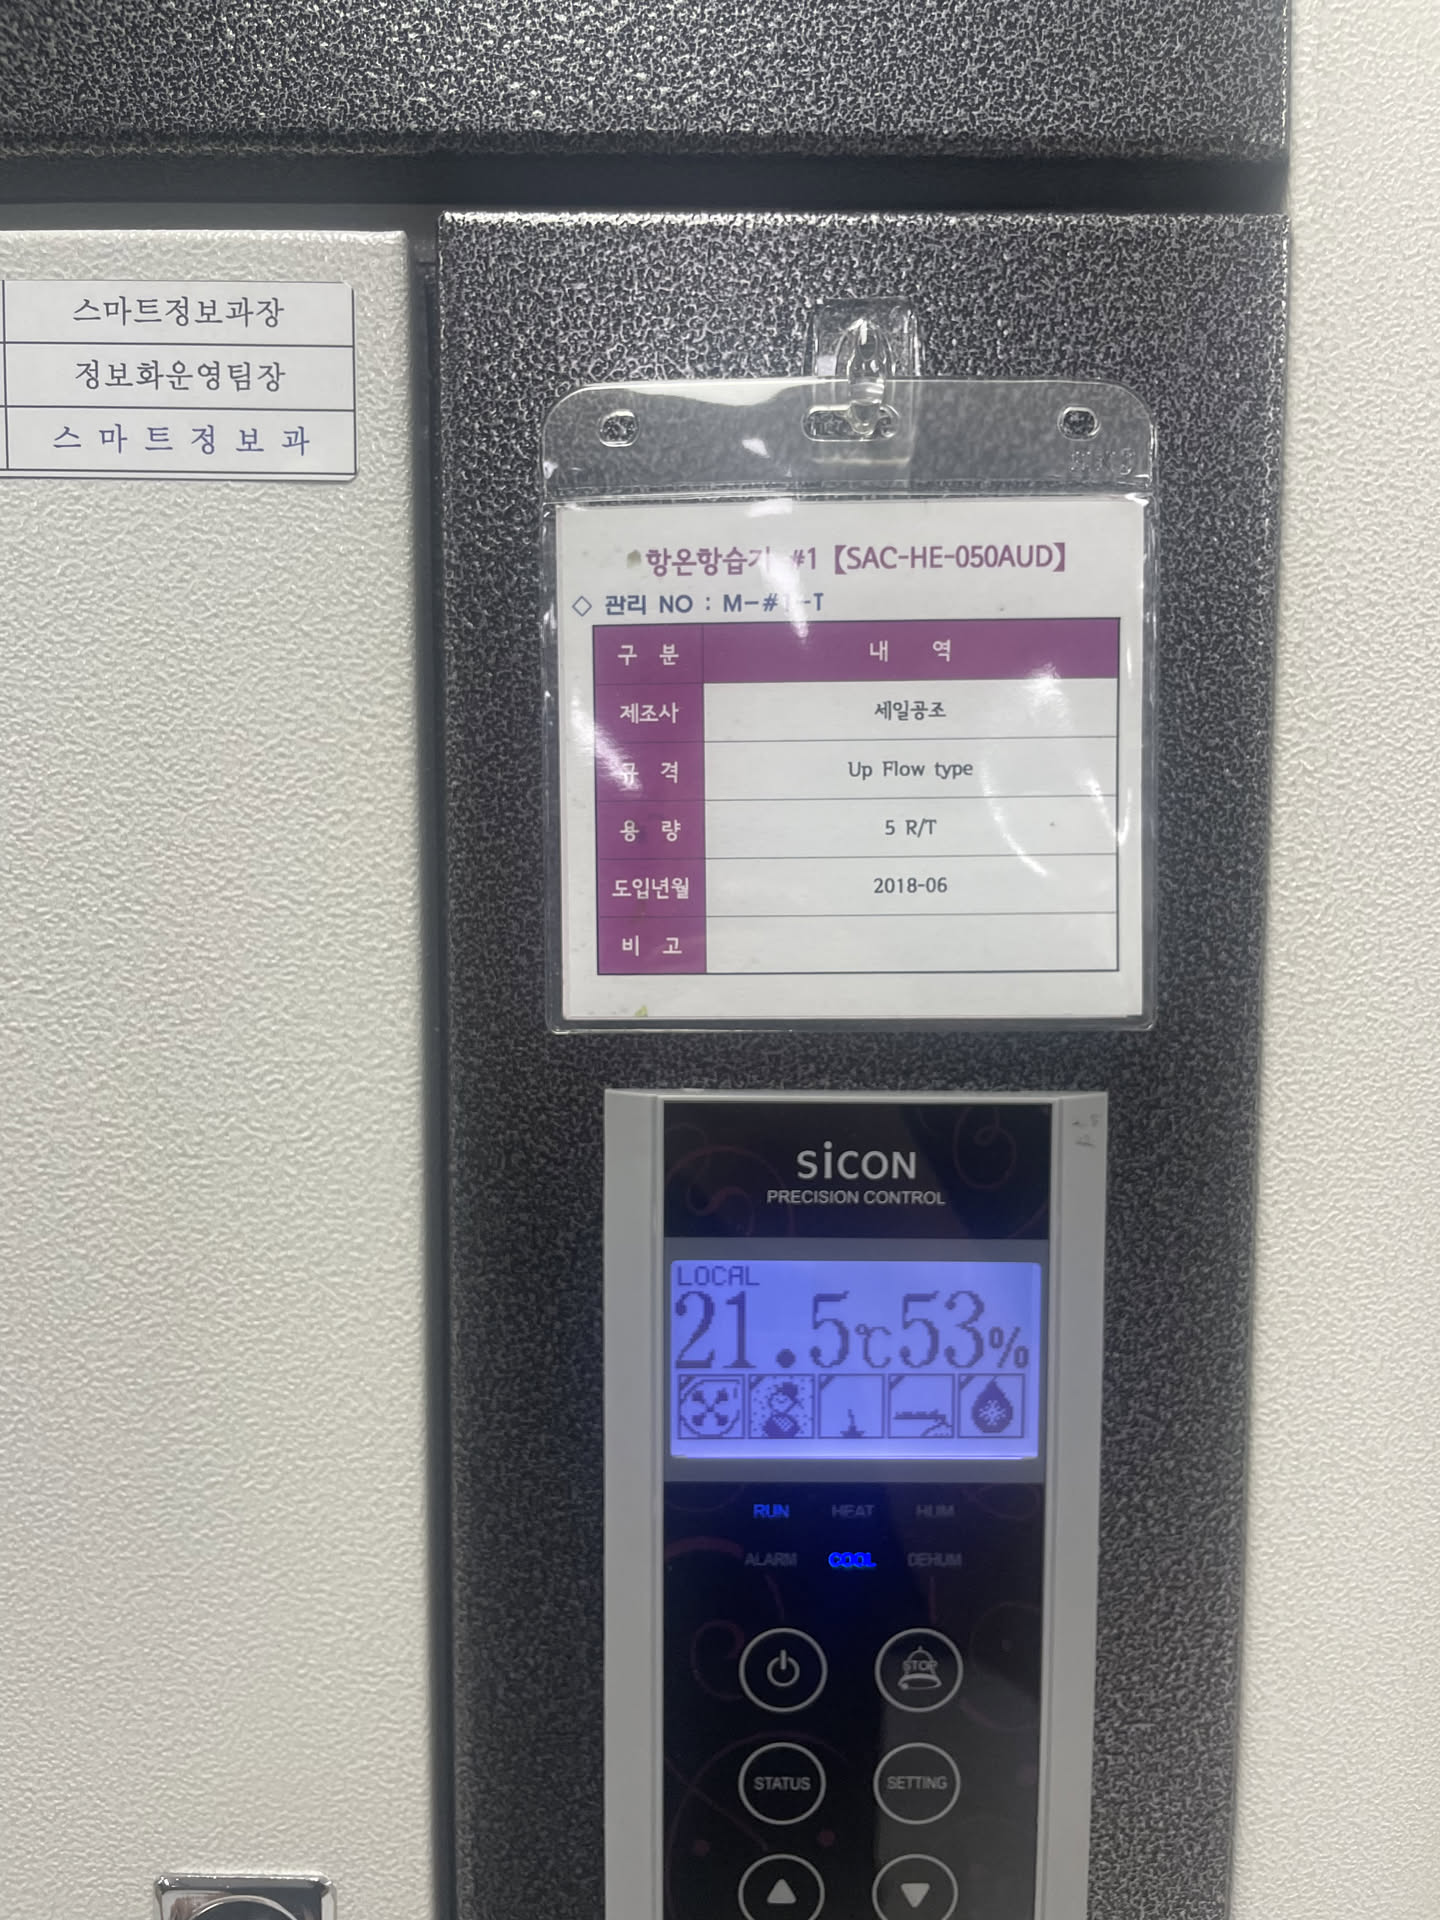 스마트정보과장
정보화운영팀장
스 마 트 정 보 과
항온항습기 #1【SAC-HE-050AUD】
◇ 관리 NO : M-#1-T
구 분 내 역
제조사 세일공조
규 격 Up Flow type
용 량 5 R/T
도입년월 2018-06
비 고
SiCON
PRECISION CONTROL
LOCAL
21.5℃ 53%
RUN HEAT HUM
ALARM COOL DEHUM
STOP
STATUS SETTING